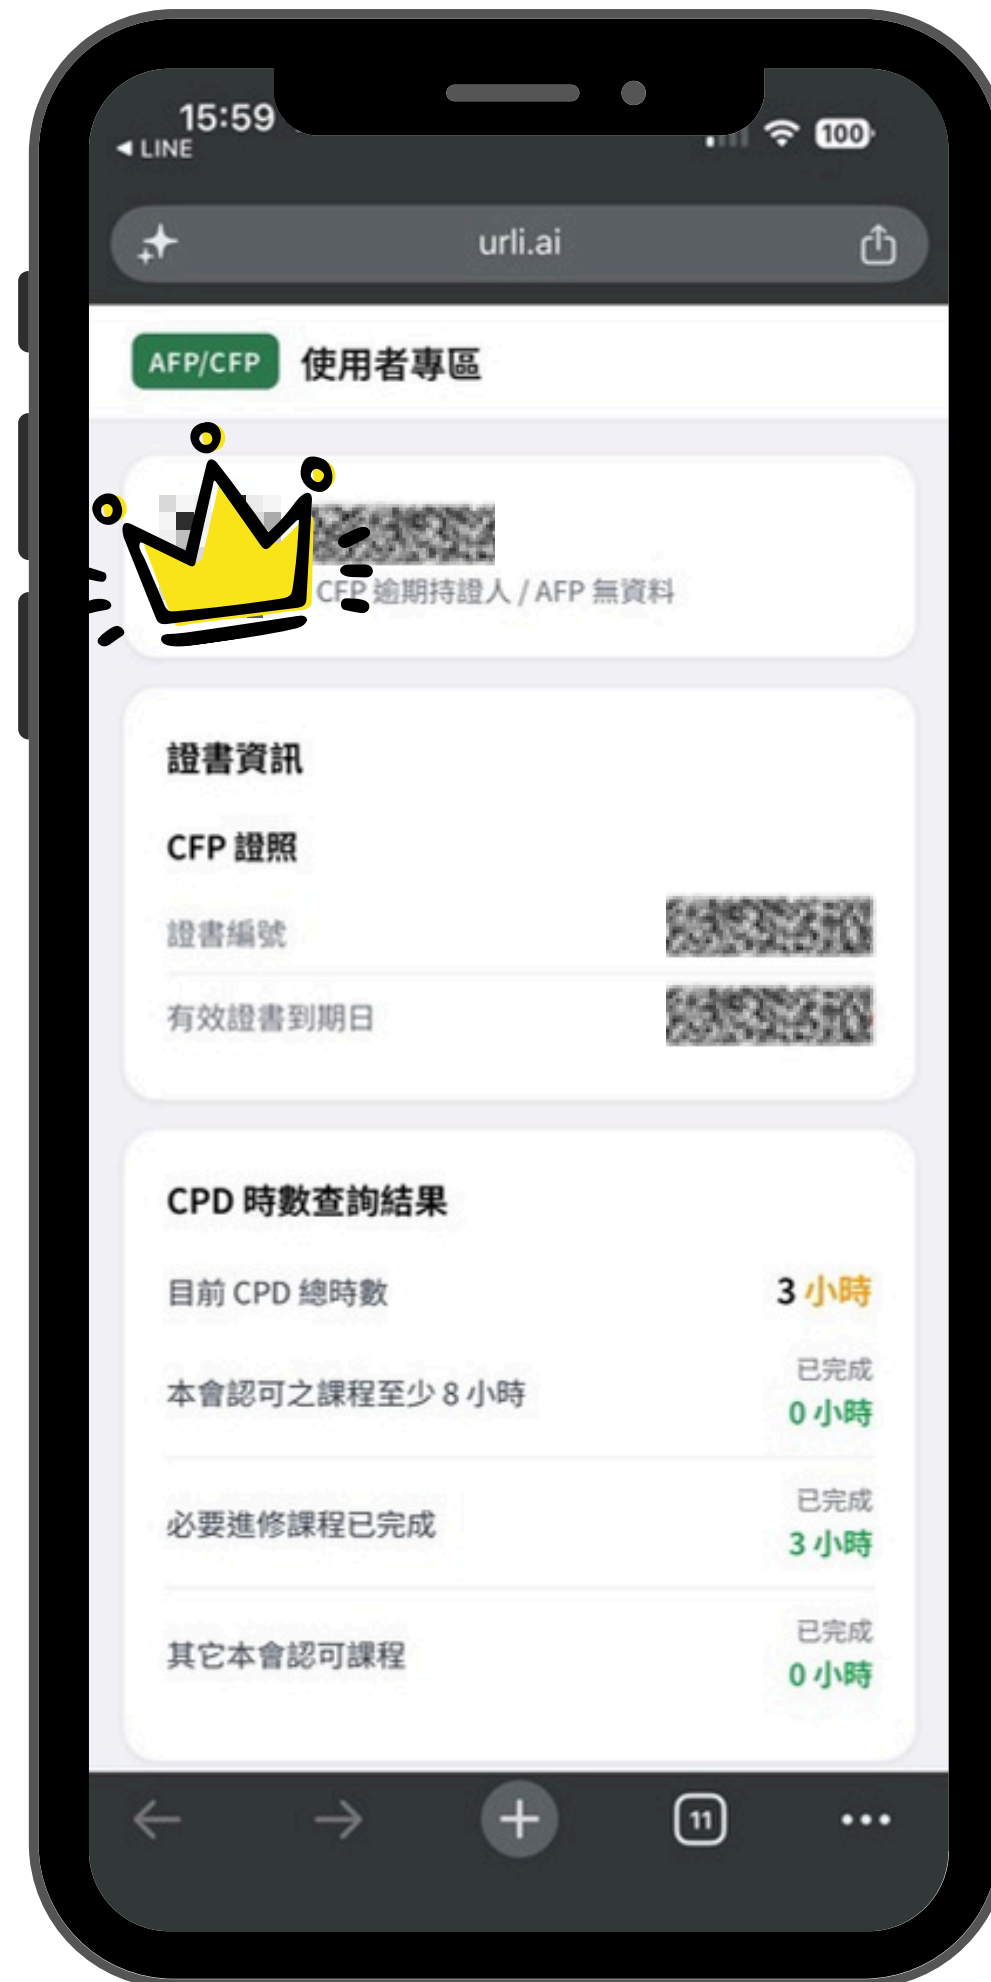 15:59
◀ LINE
100
urli.ai
AFP/CFP 使用者專區
CFP 逾期持證人 / AFP 無資料
證書資訊
CFP 證照
證書編號
有效證書到期日
CPD 時數查詢結果
目前 CPD 總時數 3 小時
本會認可之課程至少 8 小時 已完成
0 小時
必要進修課程已完成 已完成
3 小時
其它本會認可課程 已完成
0 小時
11